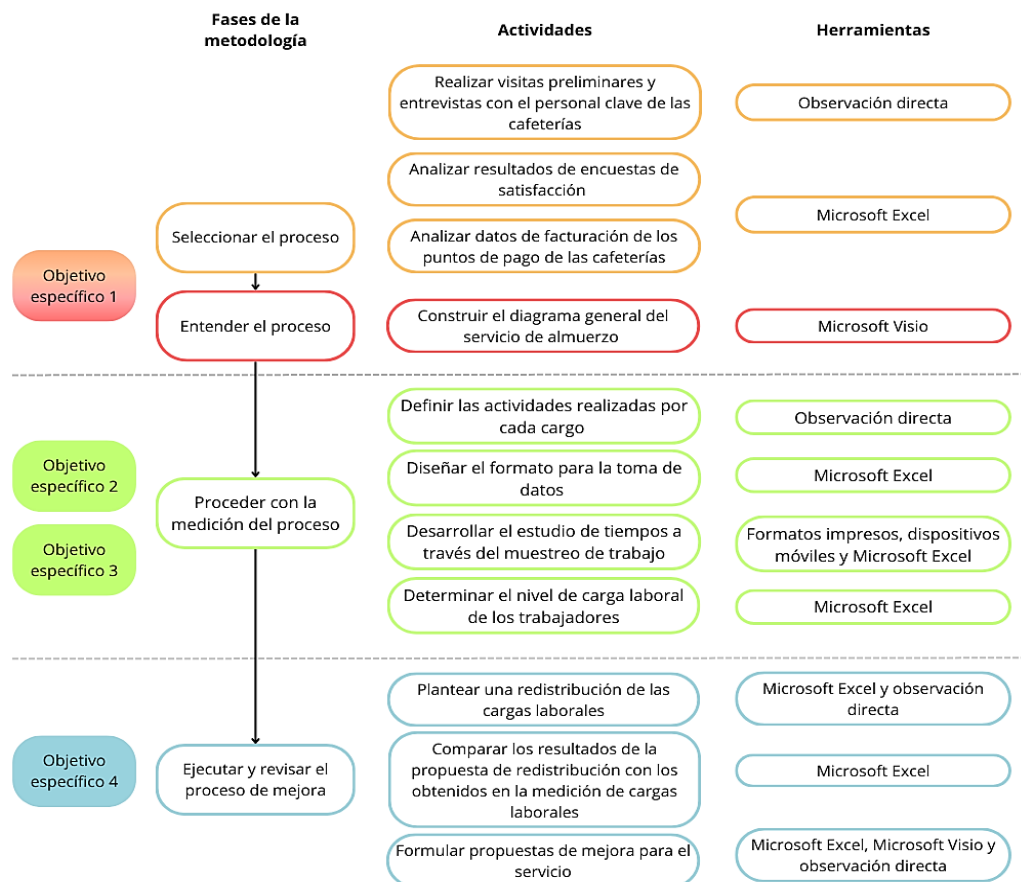 Fases de la
metodología
Actividades
Herramientas
Realizar visitas preliminares y
entrevistas con el personal clave de las
cafeterías
Observación directa
Analizar resultados de encuestas de
satisfacción
Microsoft Excel
Seleccionar el proceso
Analizar datos de facturación de los
puntos de pago de las cafeterías
Objetivo
específico 1
Entender el proceso
Construir el diagrama general del
servicio de almuerzo
Microsoft Visio
Definir las actividades realizadas por
cada cargo
Observación directa
Objetivo
específico 2
Diseñar el formato para la toma de
datos
Microsoft Excel
Proceder con la
medición del proceso
Objetivo
específico 3
Desarrollar el estudio de tiempos a
través del muestreo de trabajo
Formatos impresos, dispositivos
móviles y Microsoft Excel
Determinar el nivel de carga laboral
de los trabajadores
Microsoft Excel
Plantear una redistribución de las
cargas laborales
Microsoft Excel y observación
directa
Objetivo
específico 4
Ejecutar y revisar el
proceso de mejora
Comparar los resultados de la
propuesta de redistribución con los
obtenidos en la medición de cargas
laborales
Microsoft Excel
Formular propuestas de mejora para el
servicio
Microsoft Excel, Microsoft Visio y
observación directa